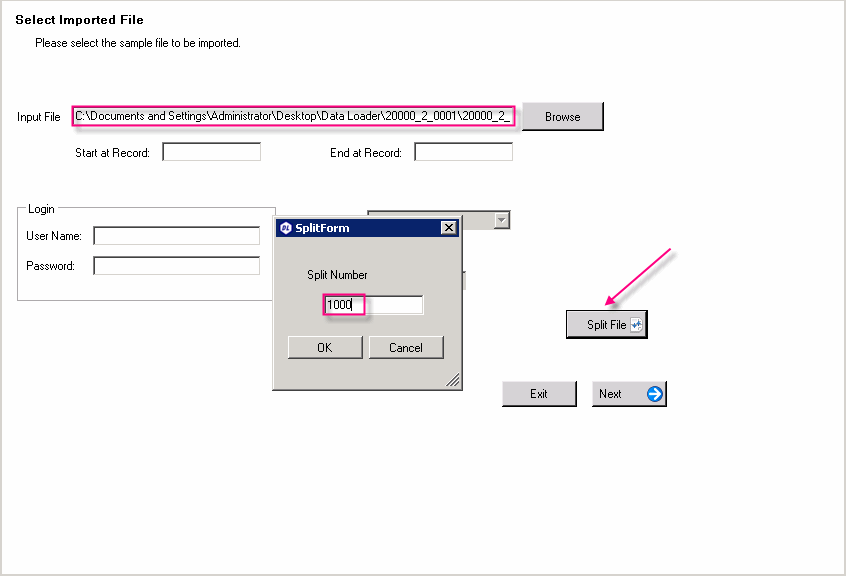 Select Imported File
Please select the sample file to be imported.
Input File C:\Documents and Settings\Administrator\Desktop\Data Loader\20000_2_0001\20000_2_ Browse
Start at Record: End at Record:
Login
User Name:
Password:
SplitForm
Split Number
1000
OK Cancel
Split File
Exit Next